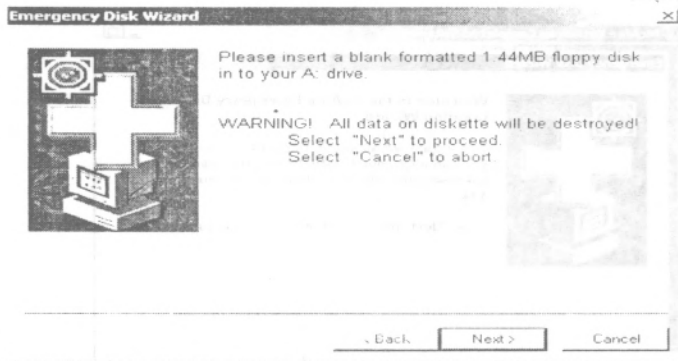 Emergency Disk Wizard
Please insert a blank formatted 1.44MB floppy disk
in to your A: drive.
WARNING! All data on diskette will be destroyed!
Select "Next" to proceed.
Select "Cancel" to abort.
< Back
Next >
Cancel